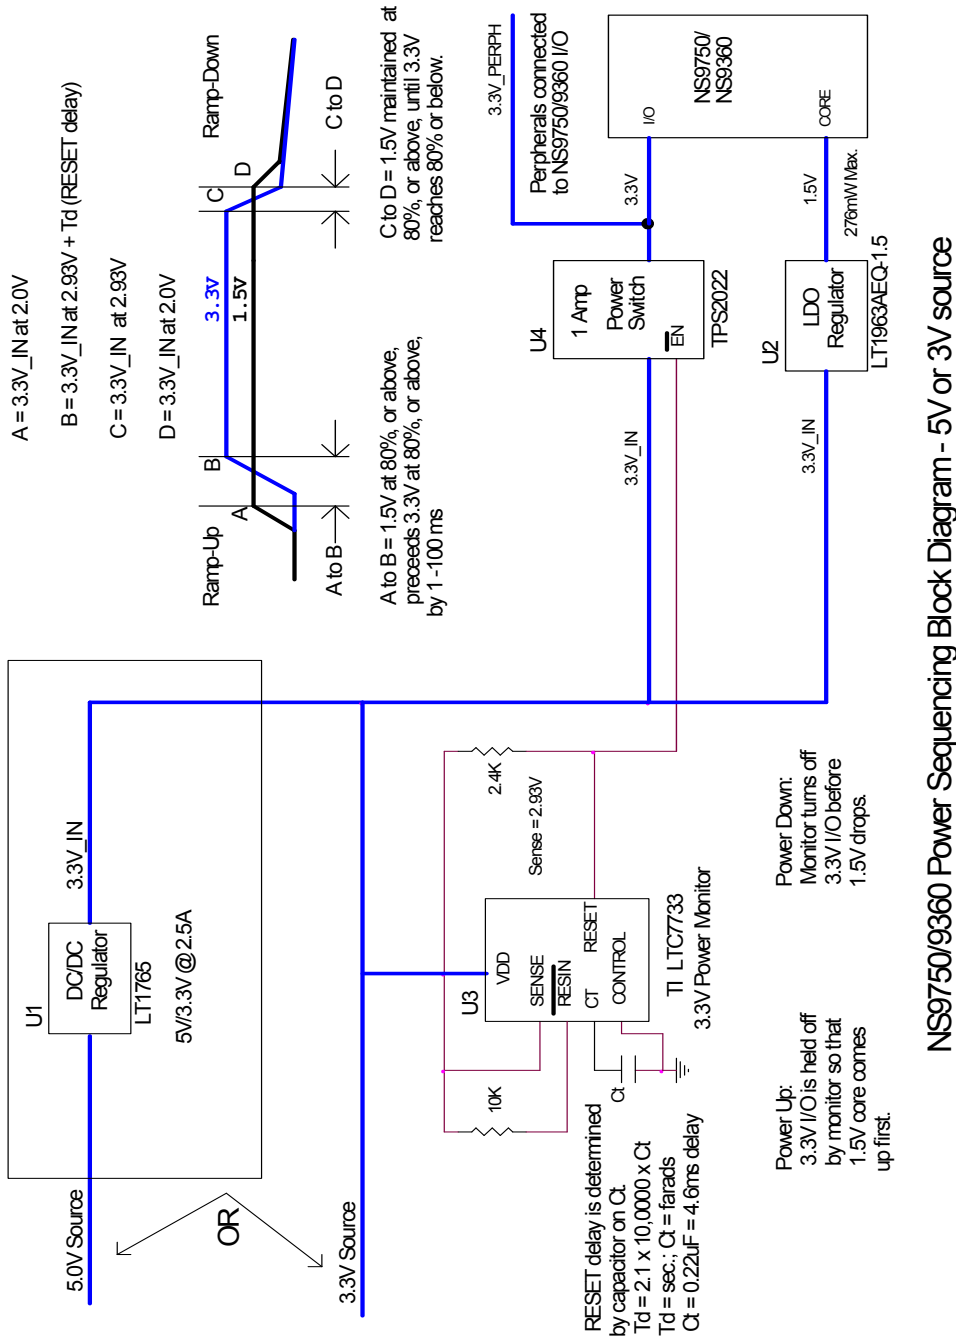 A = 3.3V_IN at 2.0V
B = 3.3V_IN at 2.93V + Td (RESET delay)
C = 3.3V_IN at 2.93V
D = 3.3V_IN at 2.0V
Ramp-Up
Ramp-Down
A
B
C
D
3.3V
1.5V
A to B
C to D
A to B = 1.5V at 80%, or above,
preceeds 3.3V at 80%, or above,
by 1 -100 ms
C to D = 1.5V maintained at
80%, or above, until 3.3V
reaches 80% or below.
5.0V Source
OR
3.3V Source
U1
DC/DC
Regulator
LT1765
5V/3.3V @ 2.5A
3.3V_IN
U3
VDD
SENSE
RESIN
CT
CONTROL
RESET
TI LTC7733
3.3V Power Monitor
10K
Ct
2.4K
Sense = 2.93V
RESET delay is determined
by capacitor on Ct.
Td = 2.1 x 10,0000 x Ct
Td = sec.; Ct = farads
Ct = 0.22uF = 4.6ms delay
3.3V_IN
U4
1 Amp
Power
Switch
EN
TPS2022
3.3V_PERPH
Perpherals connected
to NS9750/9360 I/O
3.3V
3.3V_IN
U2
LDO
Regulator
LT1963AEQ-1.5
1.5V
276mW Max.
NS9750/
NS9360
I/O
CORE
Power Up:
3.3V I/O is held off
by monitor so that
1.5V core comes
up first.
Power Down:
Monitor turns off
3.3V I/O before
1.5V drops.
NS9750/9360 Power Sequencing Block Diagram - 5V or 3V source